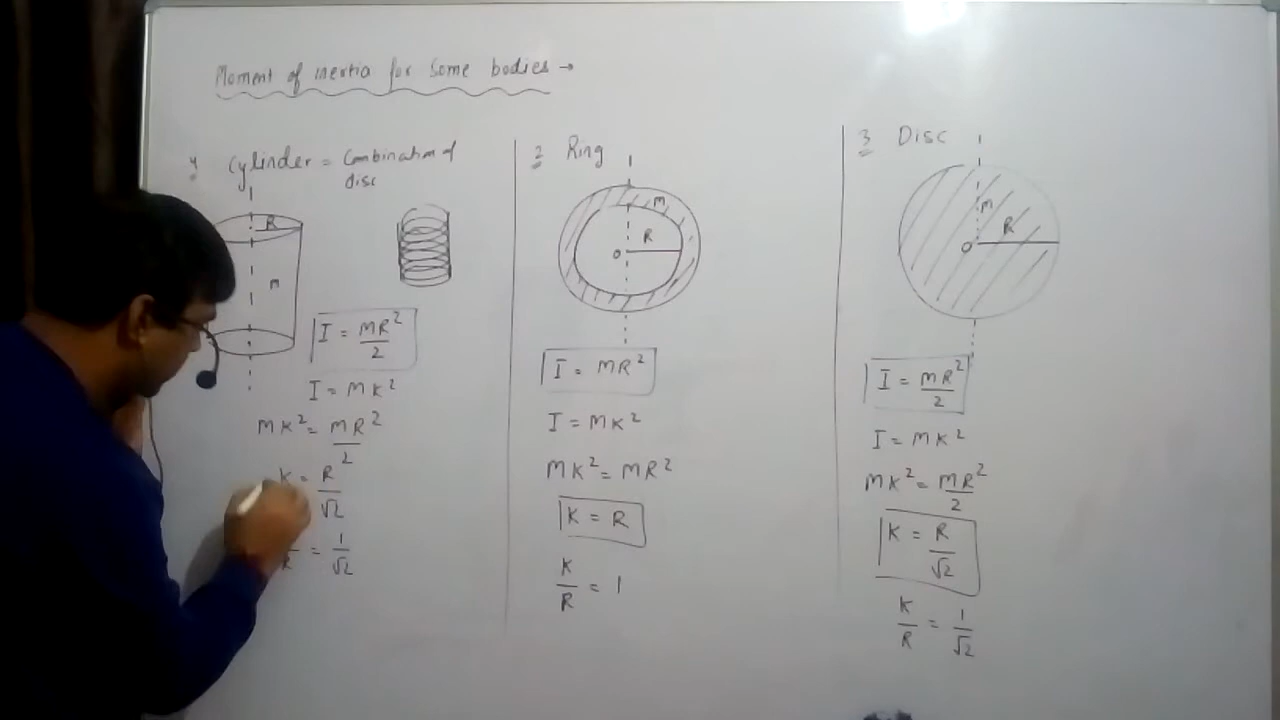 Moment of inertia for some bodies →
1 Cylinder = Combination of
disc
R
m
I = MR²/2
I = MK²
MK² = MR²/2
K = R/√2
R = 1/√2
2 Ring
m
R
O
I = MR²
I = MK²
MK² = MR²
K = R
K/R = 1
3 Disc
m
R
O
I = MR²/2
I = MK²
MK² = MR²/2
K = R/√2
K/R = 1/√2